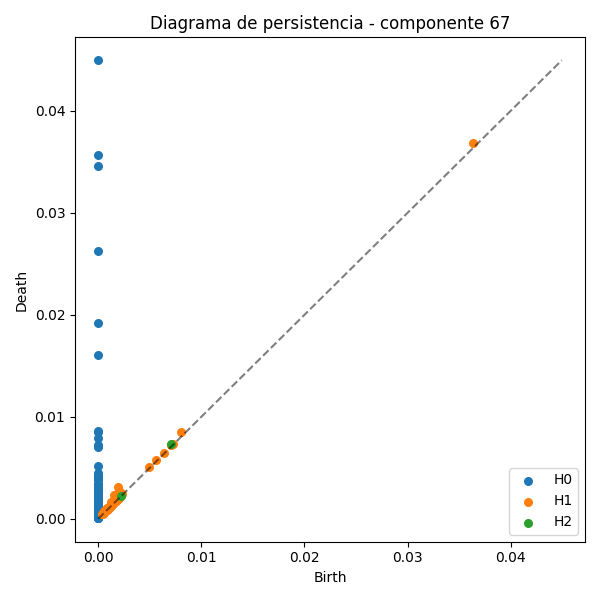 Diagrama de persistencia - componente 67
0.04
0.03
0.02
0.01
0.00
Death
0.00 0.01 0.02 0.03 0.04
Birth
H0
H1
H2